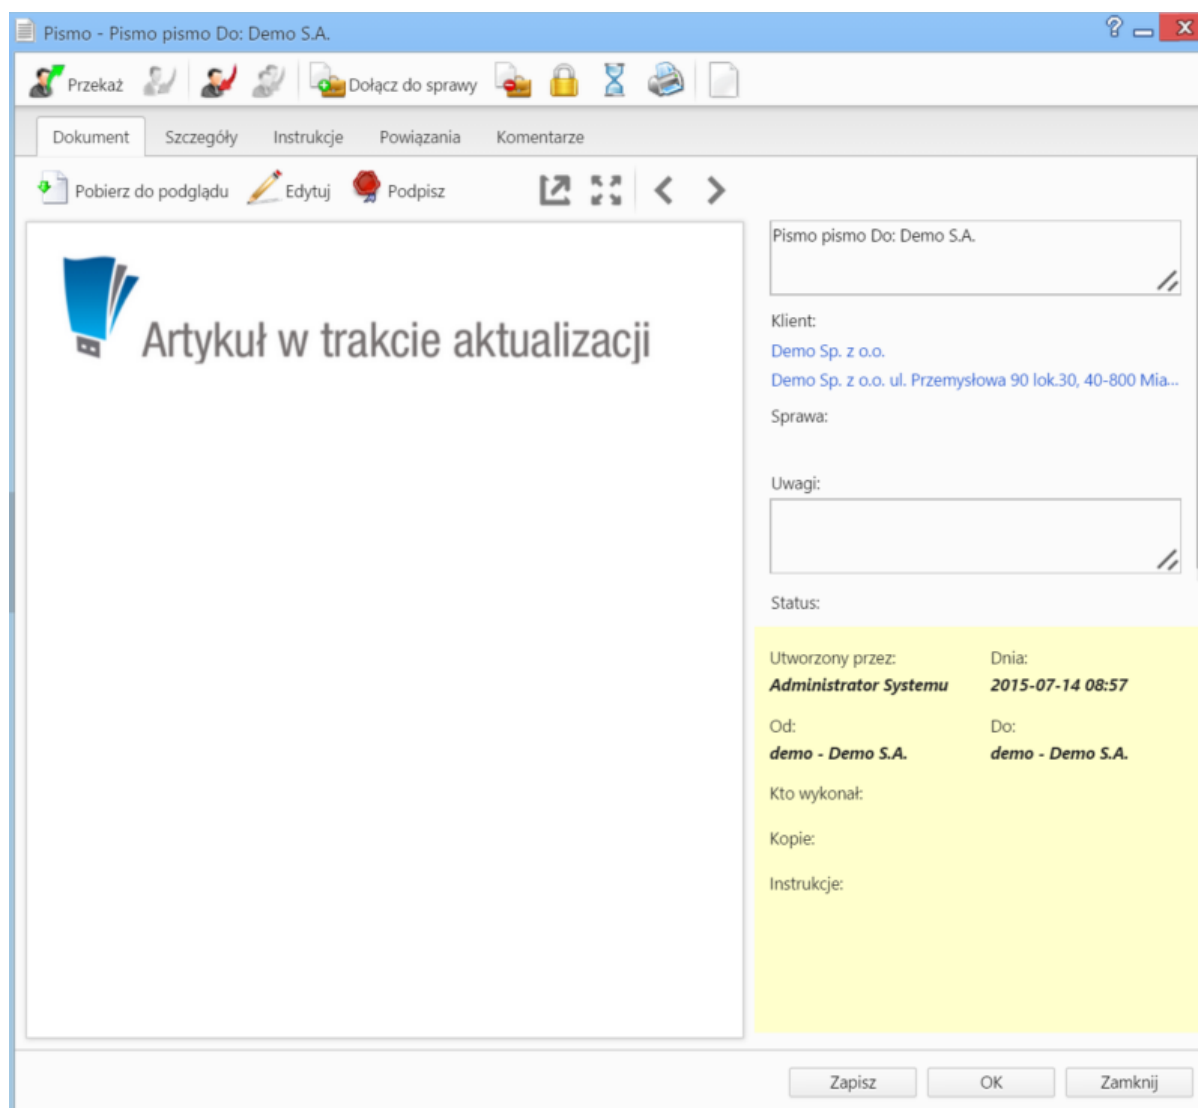 Pismo - Pismo pismo Do: Demo S.A.
Przekaż
Dołącz do sprawy
Dokument Szczegóły Instrukcje Powiązania Komentarze
Pobierz do podglądu Edytuj Podpisz
Pismo pismo Do: Demo S.A.
Artykuł w trakcie aktualizacji
Klient:
Demo Sp. z o.o.
Demo Sp. z o.o. ul. Przemysłowa 90 lok.30, 40-800 Mia...
Sprawa:
Uwagi:
Status:
Utworzony przez: Dnia:
Administrator Systemu 2015-07-14 08:57
Od: Do:
demo - Demo S.A. demo - Demo S.A.
Kto wykonał:
Kopie:
Instrukcje:
Zapisz OK Zamknij